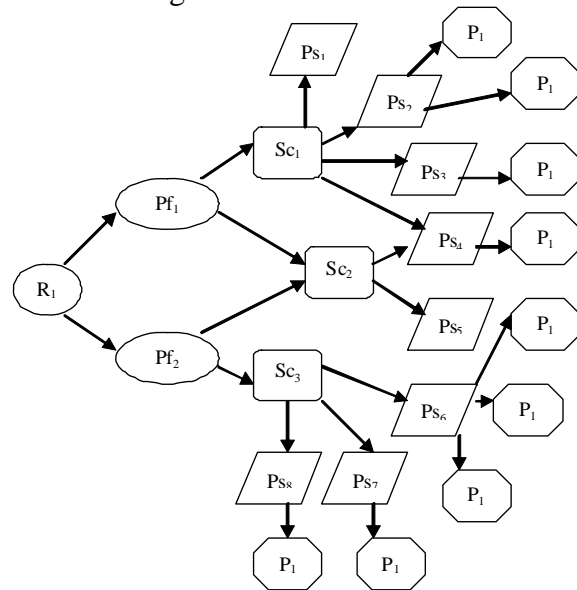 P₁
Ps₁
Ps₂
P₁
Sc₁
Ps₃
P₁
Pf₁
Ps₄
P₁
Sc₂
R₁
Ps₅
P₁
Pf₂
Sc₃
Ps₆
P₁
Ps₈
Ps₇
P₁
P₁
P₁